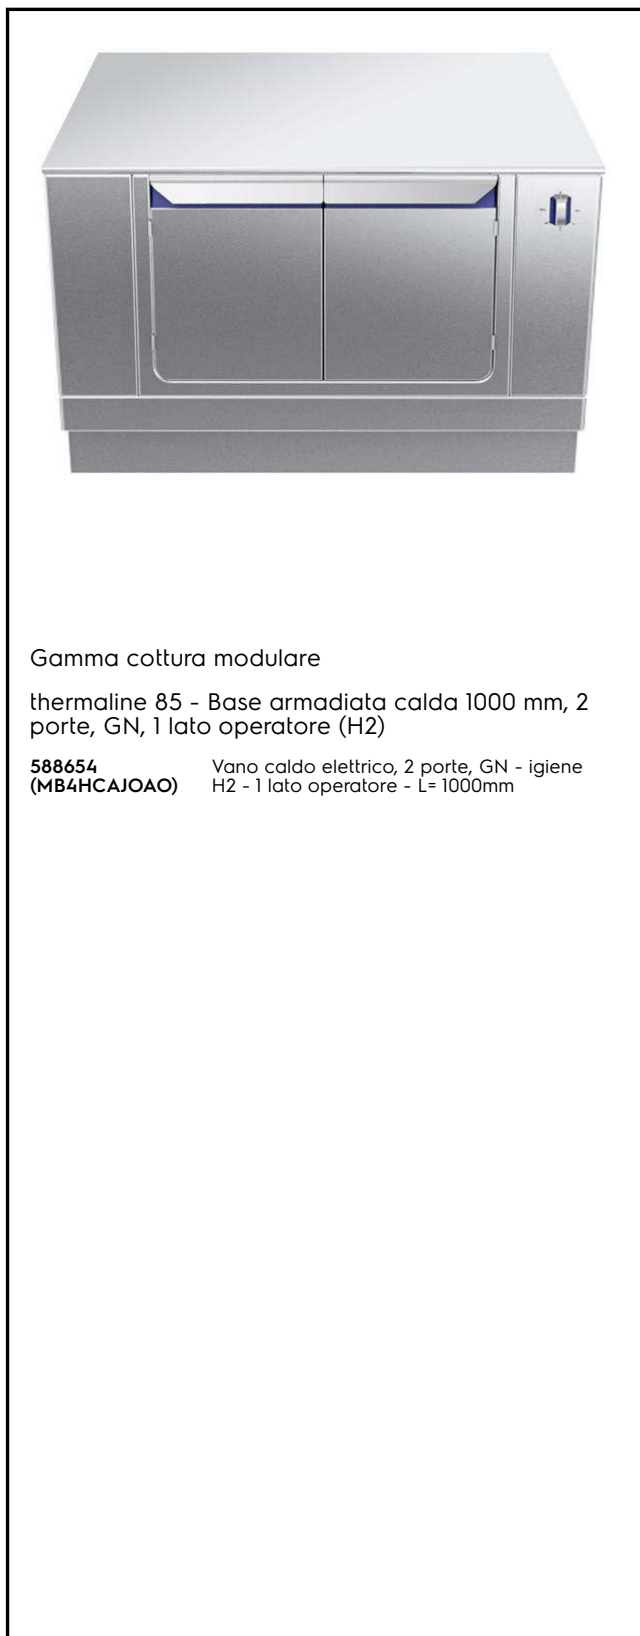 Gamma cottura modulare
thermaline 85 - Base armadiata calda 1000 mm, 2
porte, GN, 1 lato operatore (H2)
588654
(MB4HCAJOAO)
Vano caldo elettrico, 2 porte, GN - igiene
H2 - 1 lato operatore - L= 1000mm